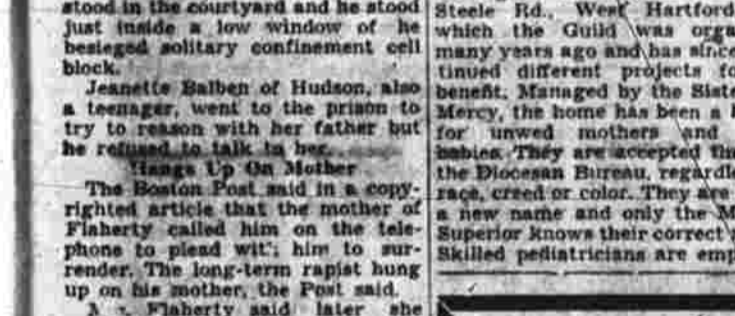 stood in the courtyard and he stood
just inside a low window of he
besieged solitary confinement cell
block.
Jeanette Balben of Hudson, also
a teenager, went to the prison to
try to reason with her father but
he refused to talk to her.
Hangs Up On Mother
The Boston Post said in a copy-
righted article that the mother of
Flaherty called him on the tele-
phone to plead with him to sur-
render. The long-term rapist hung
up on his mother, the Post said.
Flaherty said later she
Steele Rd., West Hartford
which the Guild was orga
many years ago and has since
tinued different projects fo
benefit. Managed by the Siste
Mercy, the home has been a
for unwed mothers and
babies. They are accepted th
the Diocesan Bureau, regardle
race, creed or color. They are
a new name and only the M
Superior knows their correct
Skilled pediatricians are emp